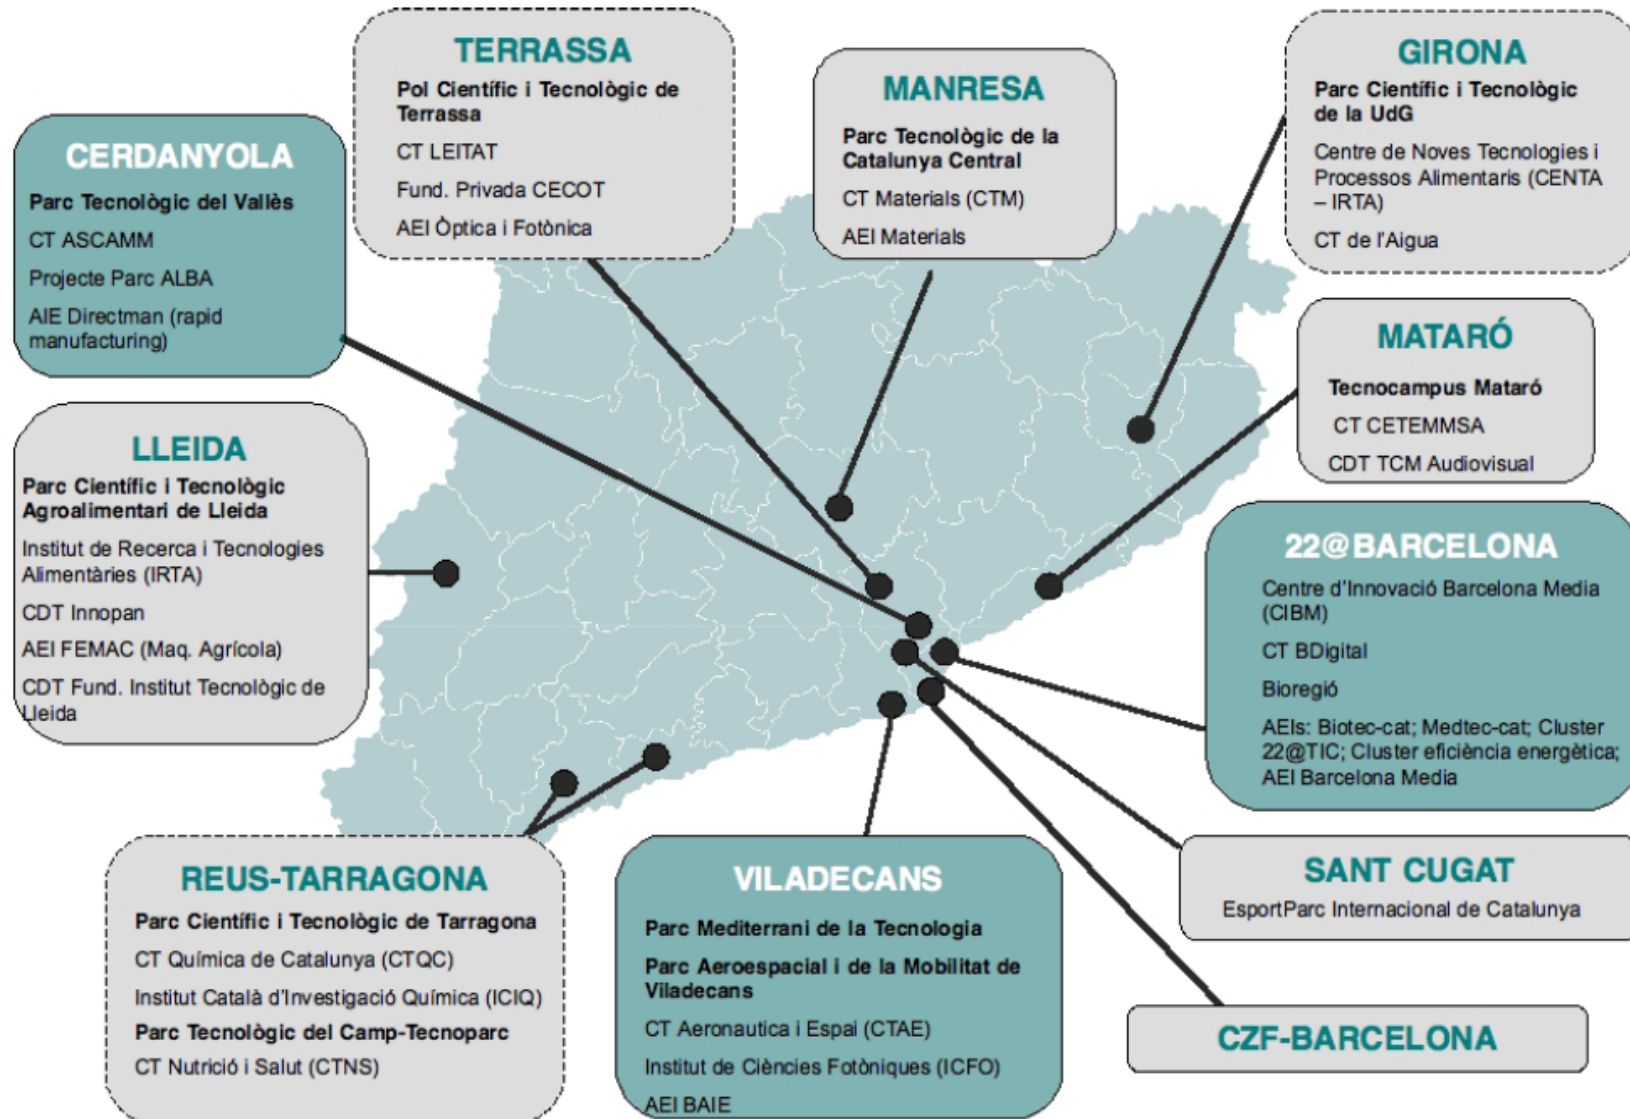 TERRASSA
Pol Científic i Tecnològic de
Terrassa
CT LEITAT
Fund. Privada CECOT
AEI Òptica i Fotònica
MANRESA
Parc Tecnològic de la
Catalunya Central
CT Materials (CTM)
AEI Materials
GIRONA
Parc Científic i Tecnològic
de la UdG
Centre de Noves Tecnologies i
Processos Alimentaris (CENTA
– IRTA)
CT de l'Aigua
CERDANYOLA
Parc Tecnològic del Vallès
CT ASCAMM
Projecte Parc ALBA
AIE Directman (rapid
manufacturing)
MATARÓ
Tecnocampus Mataró
CT CETEMMSA
CDT TCM Audiovisual
LLEIDA
Parc Científic i Tecnològic
Agroalimentari de Lleida
Institut de Recerca i Tecnologies
Alimentàries (IRTA)
CDT Innopan
AEI FEMAC (Maq. Agrícola)
CDT Fund. Institut Tecnològic de
Lleida
22@BARCELONA
Centre d'Innovació Barcelona Media
(CIBM)
CT BDigital
Bioregió
AEIs: Biotec-cat; Medtec-cat; Cluster
22@TIC; Cluster eficiència energètica;
AEI Barcelona Media
REUS-TARRAGONA
Parc Científic i Tecnològic de Tarragona
CT Química de Catalunya (CTQC)
Institut Català d'Investigació Química (ICIQ)
Parc Tecnològic del Camp-Tecnoparc
CT Nutrició i Salut (CTNS)
VILADECANS
Parc Mediterrani de la Tecnologia
Parc Aeroespacial i de la Mobilitat de
Viladecans
CT Aeronautica i Espai (CTAE)
Institut de Ciències Fotòniques (ICFO)
AEI BAIE
SANT CUGAT
EsportParc Internacional de Catalunya
CZF-BARCELONA